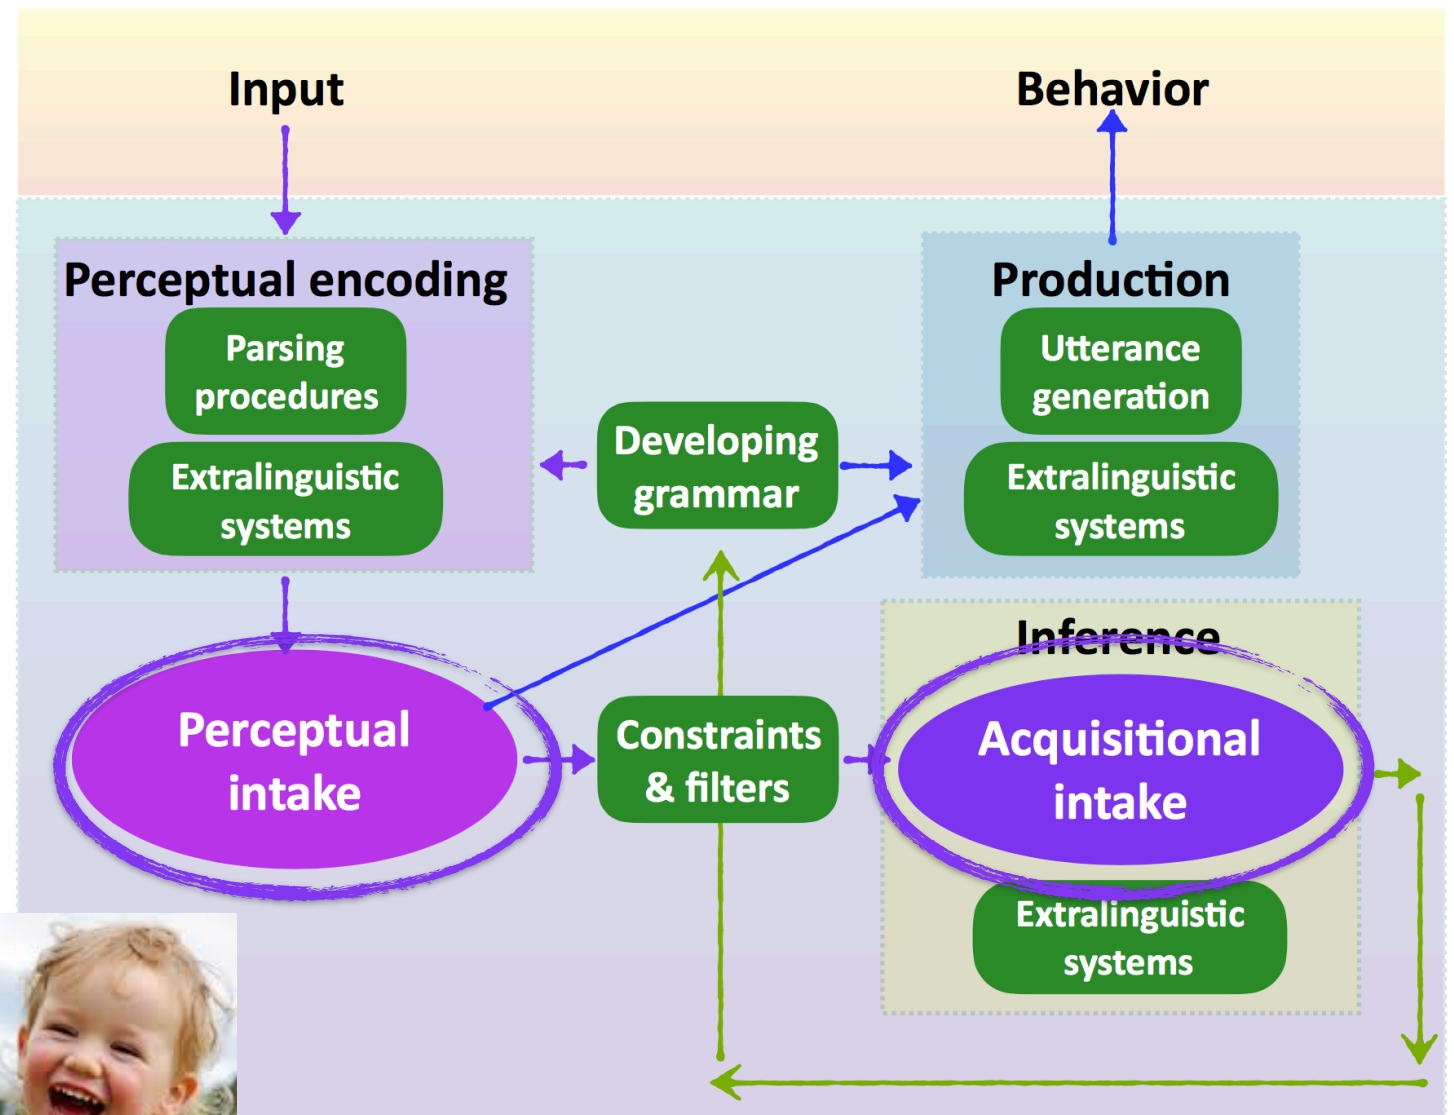 Input
Behavior
Perceptual encoding
Parsing
procedures
Extralinguistic
systems
Developing
grammar
Production
Utterance
generation
Extralinguistic
systems
Perceptual
intake
Constraints
& filters
Inference
Acquisitional
intake
Extralinguistic
systems